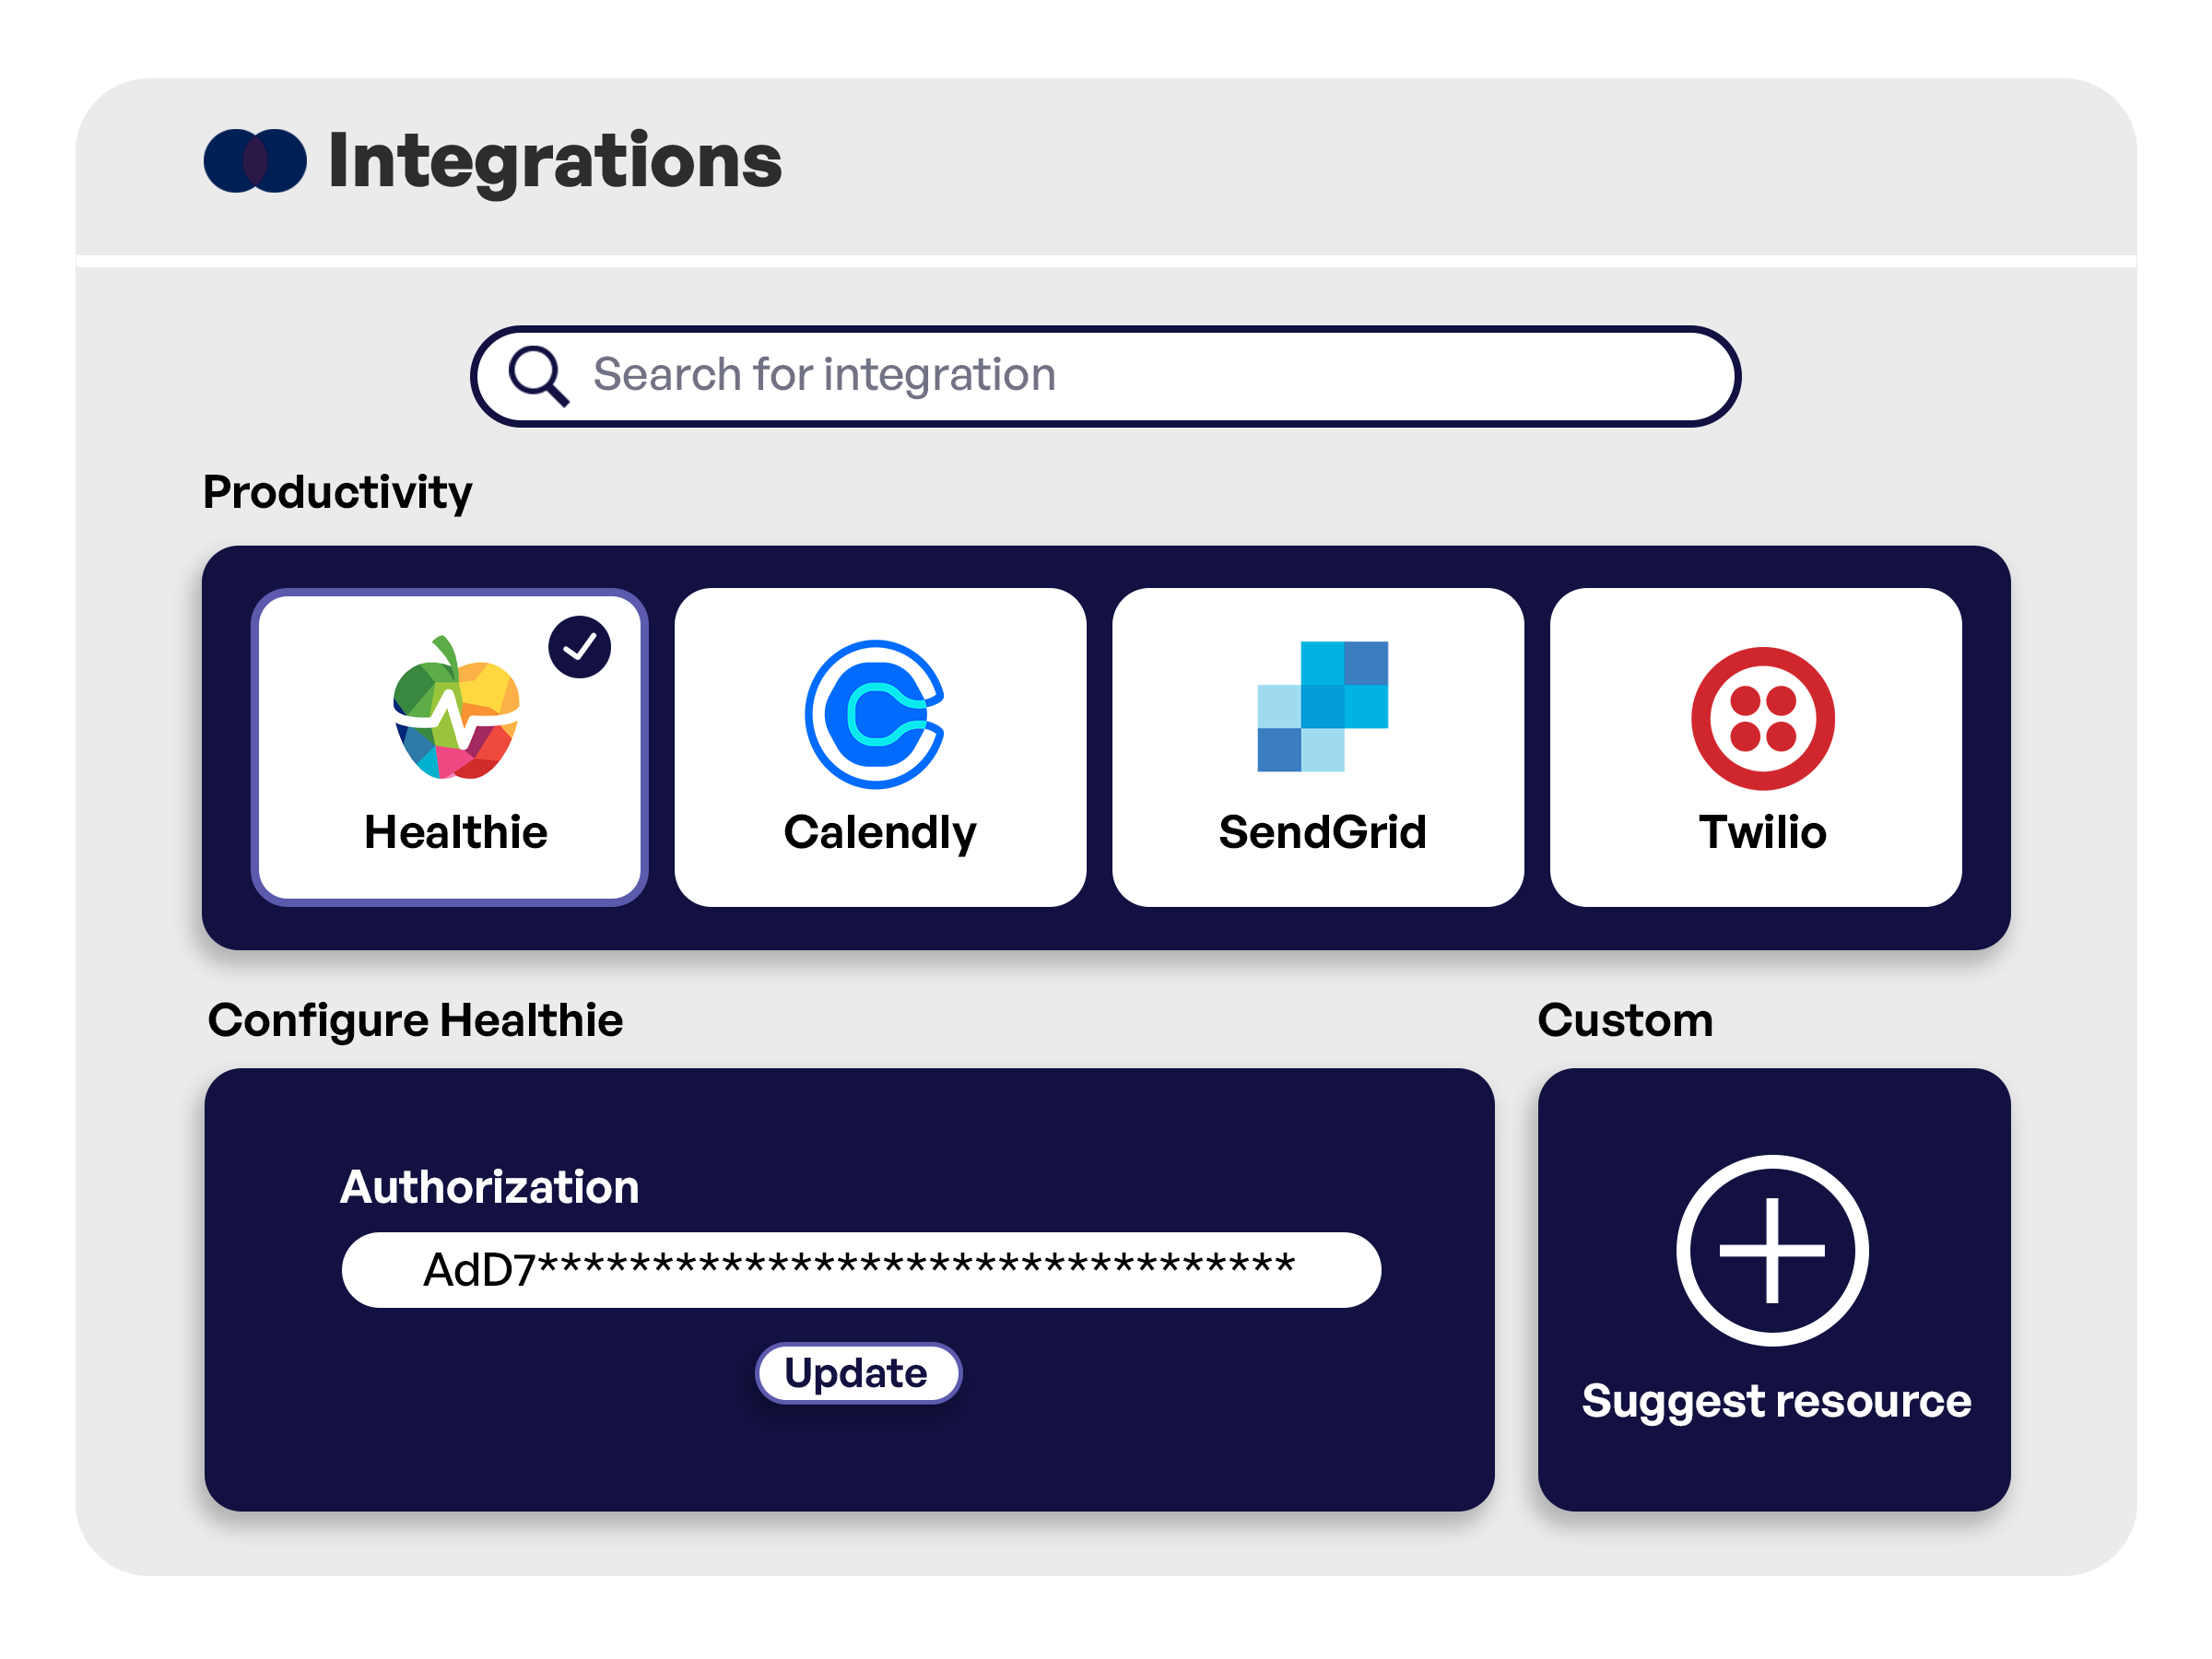 Integrations
Search for integration
Productivity
Healthie
Calendly
SendGrid
Twilio
Configure Healthie
Custom
Authorization
AdD7*********************************
Update
Suggest resource